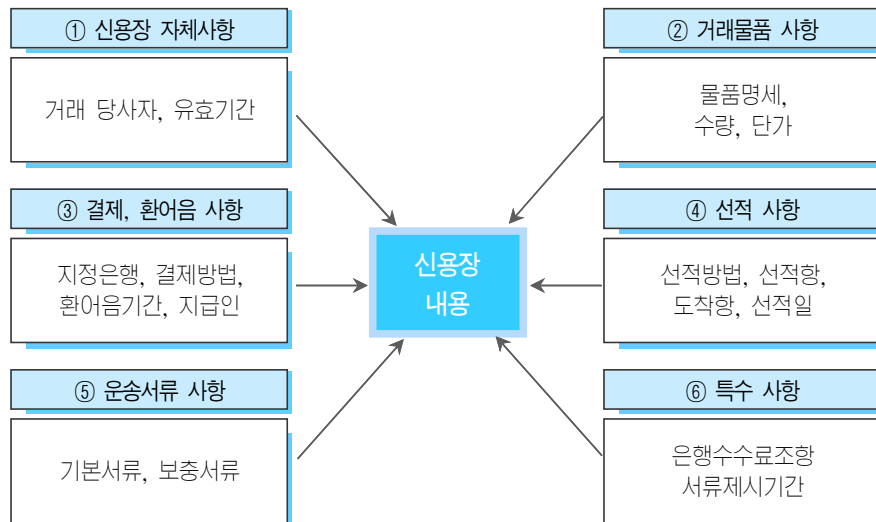 ① 신용장 자체사항
거래 당사자, 유효기간
② 거래물품 사항
물품명세,
수량, 단가
③ 결제, 환어음 사항
지정은행, 결제방법,
환어음기간, 지급인
신용장
내용
④ 선적 사항
선적방법, 선적항,
도착항, 선적일
⑤ 운송서류 사항
기본서류, 보충서류
⑥ 특수 사항
은행수수료조항
서류제시기간